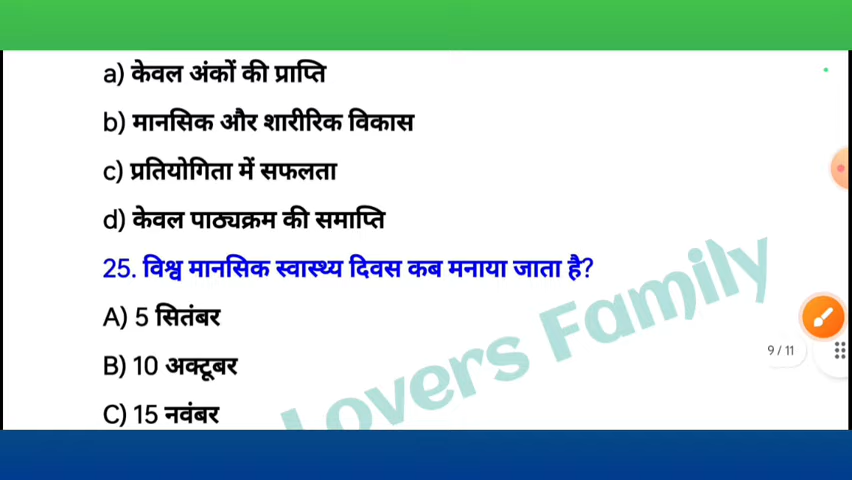 a) केवल अंकों की प्राप्ति
b) मानसिक और शारीरिक विकास
c) प्रतियोगिता में सफलता
d) केवल पाठ्यक्रम की समाप्ति
25. विश्व मानसिक स्वास्थ्य दिवस कब मनाया जाता है?
A) 5 सितंबर
B) 10 अक्टूबर
C) 15 नवंबर
Lovers Family
9 / 11